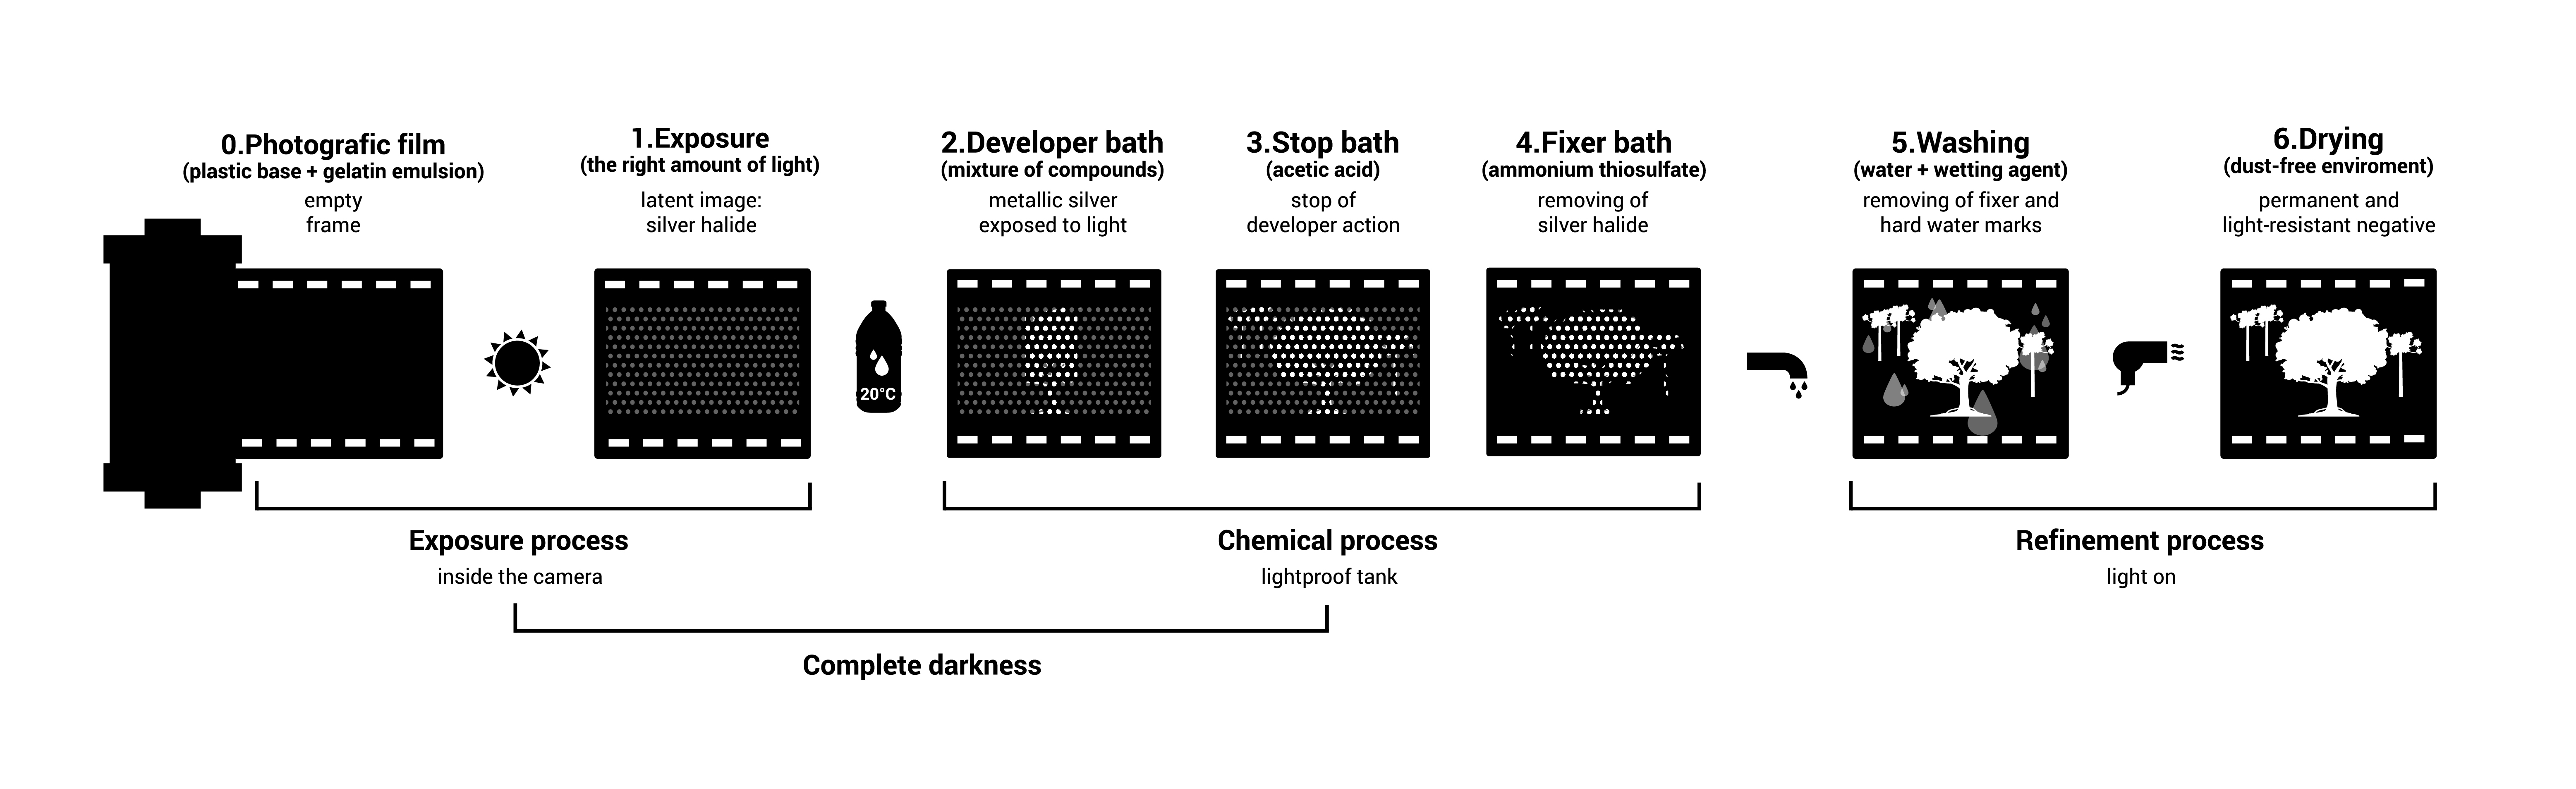 0.Photografic film
(plastic base + gelatin emulsion)
empty
frame
1.Exposure
(the right amount of light)
latent image:
silver halide
20°C
2.Developer bath
(mixture of compounds)
metallic silver
exposed to light
3.Stop bath
(acetic acid)
stop of
developer action
4.Fixer bath
(ammonium thiosulfate)
removing of
silver halide
5.Washing
(water + wetting agent)
removing of fixer and
hard water marks
6.Drying
(dust-free enviroment)
permanent and
light-resistant negative
Exposure process
inside the camera
Chemical process
lightproof tank
Refinement process
light on
Complete darkness